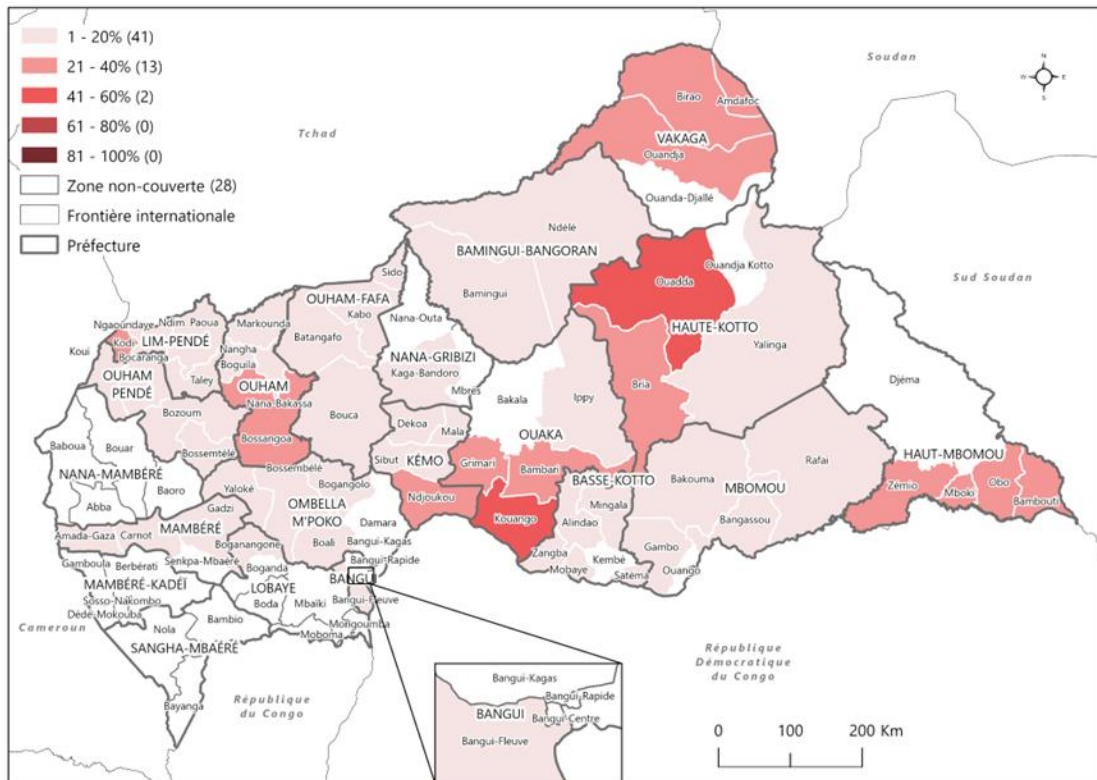 1 - 20% (41)
21 - 40% (13)
41 - 60% (2)
61 - 80% (0)
81 - 100% (0)
Zone non-couverte (28)
Frontière internationale
Préfecture
Soudan
N
W E
S
Tchad
Birao
Amdafoc
VAKAGA
Ouandja
Ouanda-Djallé
Ndélé
BAMINGUI-BANGORAN
Bamingui
Ouadda
Ouandja Kotto
Sud Soudan
HAUTE-KOTTO
Yalinga
Sido
OUHAM-FAFA
Kabo
Batangafo
Nana-Outa
NANA-GRIBIZI
Kaga-Bandoro
Mbres
Ngaoundaye
Ndim
Paoua
Markounda
Koui
Kodi
LIM-PENDÉ
Nangha
Boguila
Bocaranga
OUHAM
PENDÉ
Taley
OUHAM
Nana-Bakassa
Bouca
Bakala
Ippy
Bria
Djéma
Bozoum
Bossemtélé
Bossangoa
Dékoa
Mala
OUAKA
Baboua
Bouar
NANA-MAMBÉRÉ
Baoro
Abba
Sibut
KÉMO
Grimari
Bambari
BASSE-KOTTO
Bakouma
MBOMOU
Rafai
HAUT-MBOMOU
Zémio
Mboki
Obo
Bambouti
Bossembélé
Yaloké
Bogangolo
OMBELLA
M'POKO
Ndjoukou
Kouango
Mingala
Alindao
Bangassou
Gadzi
MAMBÉRÉ
Damara
Amada-Gaza
Carnot
Boganangone
Boali
Bangui-Kagas
Zangba
Mobaye
Kembé
Satéma
Gambo
Ouango
Gamboula
Berbérati
Senkpa-Mbaéré
Boganda
Bangui-Rapide
BANGUI
MAMBÉRÉ-KADÉÏ
LOBAYE
Sosso-Nakombo
Boda
Mbaïki
Bangui-Fleuve
Dédé-Mokouba
Bambio
Mongoumba
Moboma
Cameroun
Nola
SANGHA-MBAÉRÉ
Bayanga
République
du Congo
République
Démocratique
du Congo
Bangui-Kagas
Bangui-Rapide
BANGUI
Bangui-Centre
Bangui-Fleuve
0 100 200 Km